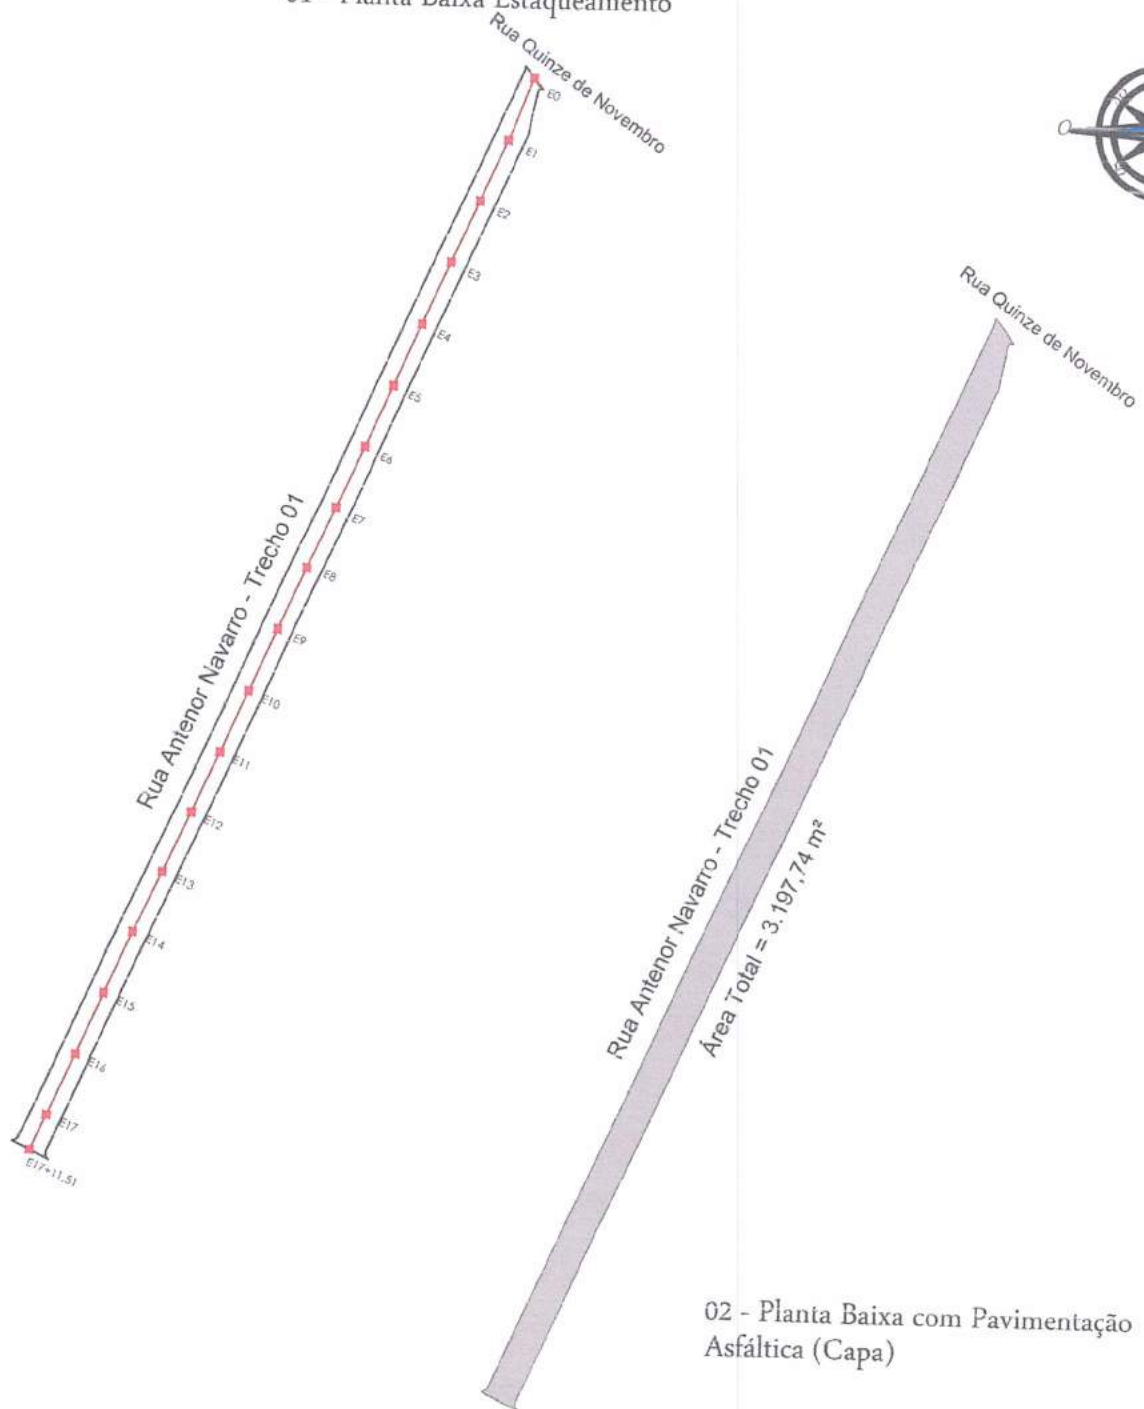 Planta Baixa Estaqueamento
Rua Quinze de Novembro
E0
E1
E2
E3
E4
E5
E6
E7
E8
E9
E10
E11
E12
E13
E14
E15
E16
E17
E17+11,51
Rua Antenor Navarro - Trecho 01
O
Rua Quinze de Novembro
Rua Antenor Navarro - Trecho 01
Área Total = 3.197,74 m²
02 - Planta Baixa com Pavimentação
Asfáltica (Capa)